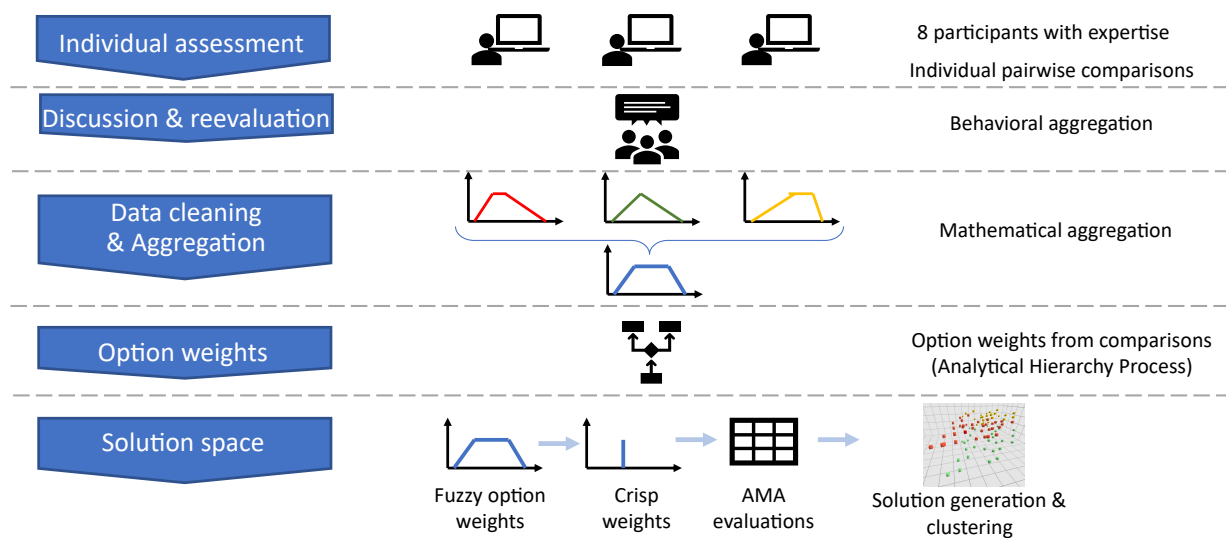 Individual assessment
8 participants with expertise
Individual pairwise comparisons
Discussion & reevaluation
Behavioral aggregation
Data cleaning
& Aggregation
Mathematical aggregation
Option weights
Option weights from comparisons
(Analytical Hierarchy Process)
Solution space
Fuzzy option
weights
Crisp
weights
AMA
evaluations
Solution generation &
clustering